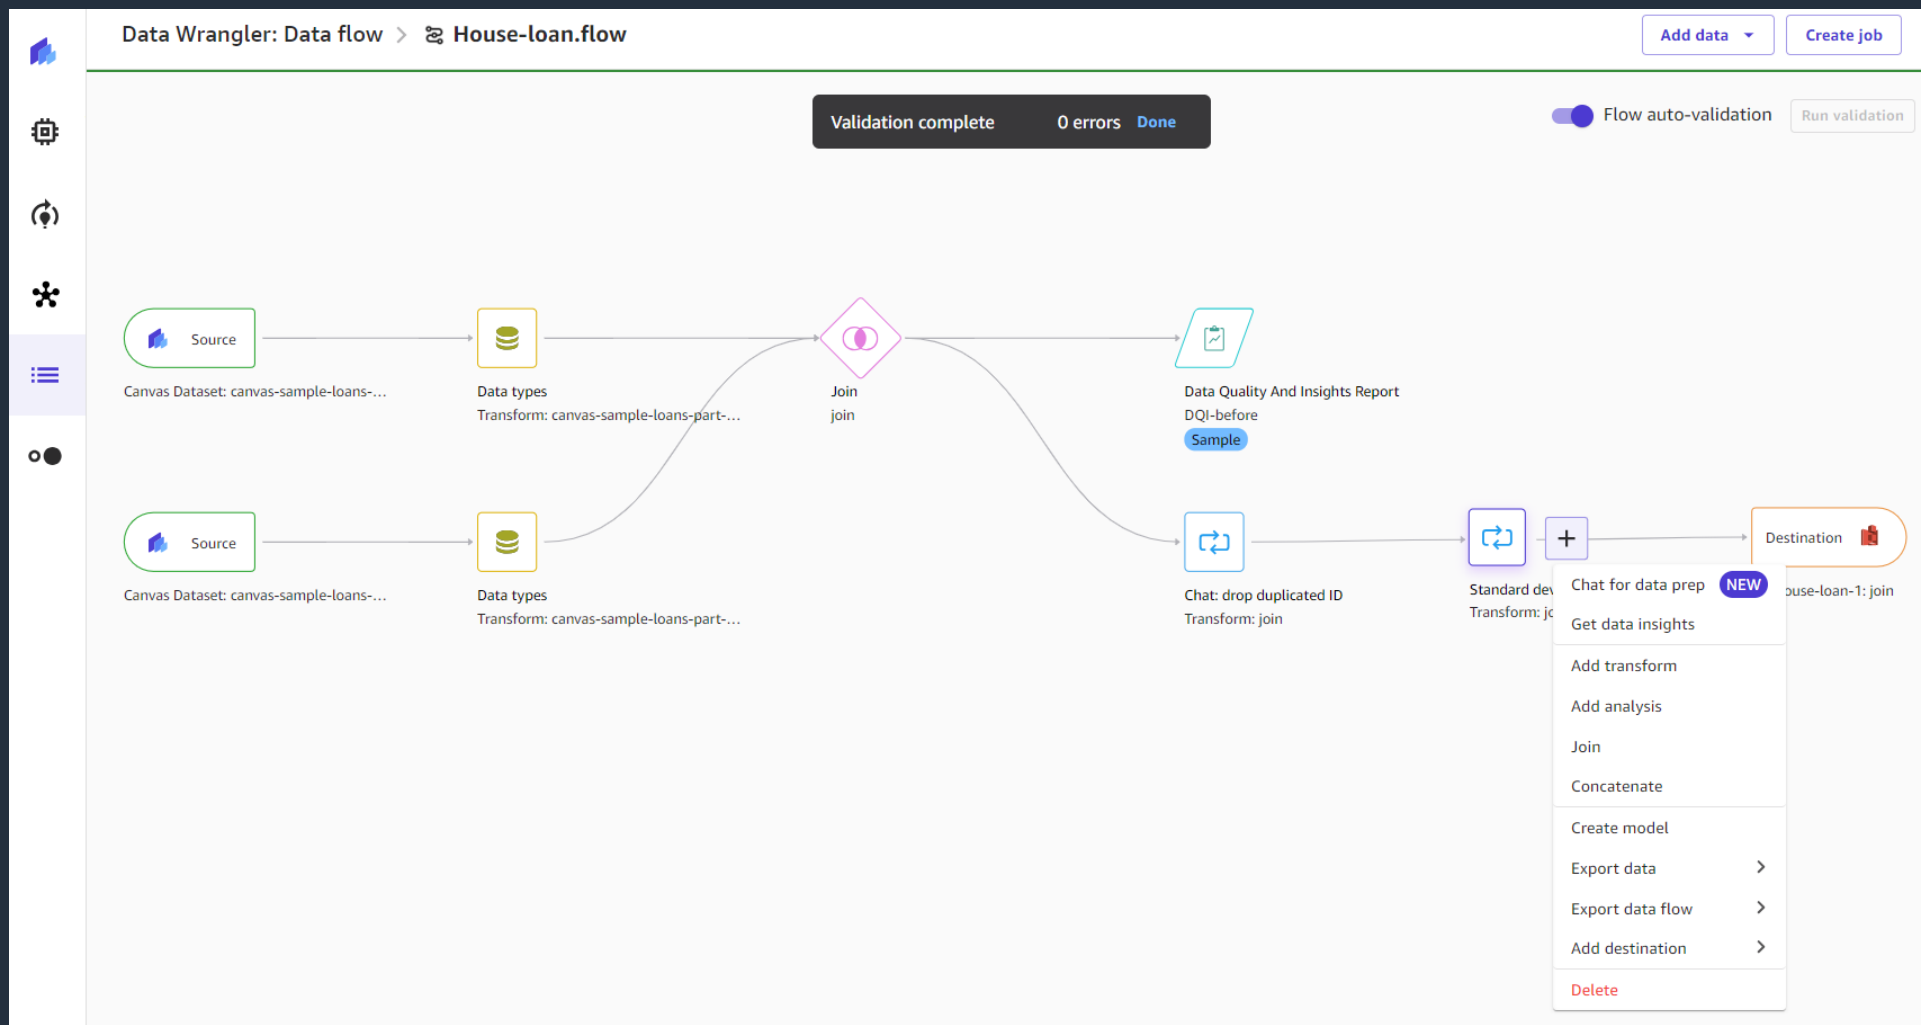 Data Wrangler: Data flow > House-loan.flow
Add data
Create job
Validation complete 0 errors Done
Flow auto-validation
Run validation
Source
Canvas Dataset: canvas-sample-loans-...
Data types
Transform: canvas-sample-loans-part-...
Join
join
Data Quality And Insights Report
DQI-before
Sample
Source
Canvas Dataset: canvas-sample-loans-...
Data types
Transform: canvas-sample-loans-part-...
Chat: drop duplicated ID
Transform: join
Standard dev
Transform: jo
+
Destination
ouse-loan-1: join
Chat for data prep NEW
Get data insights
Add transform
Add analysis
Join
Concatenate
Create model
Export data
Export data flow
Add destination
Delete